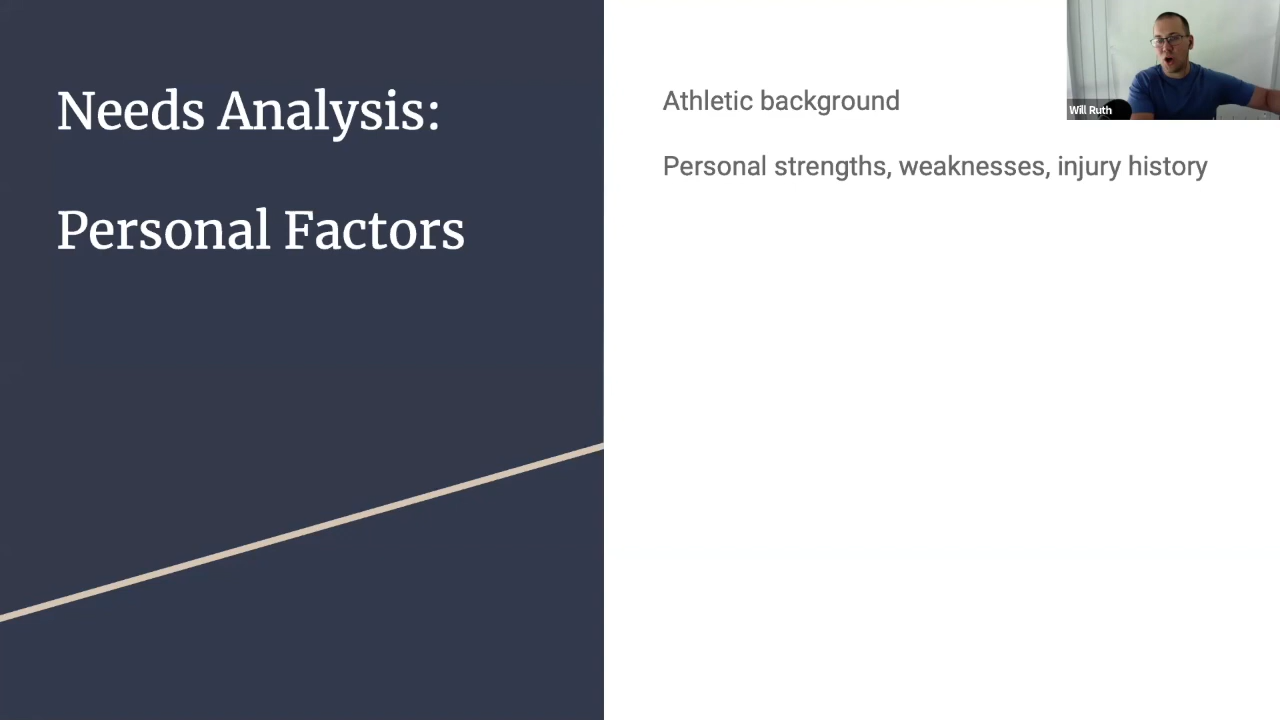 Needs Analysis:
Personal Factors
Athletic background
Personal strengths, weaknesses, injury history
Will Ruth